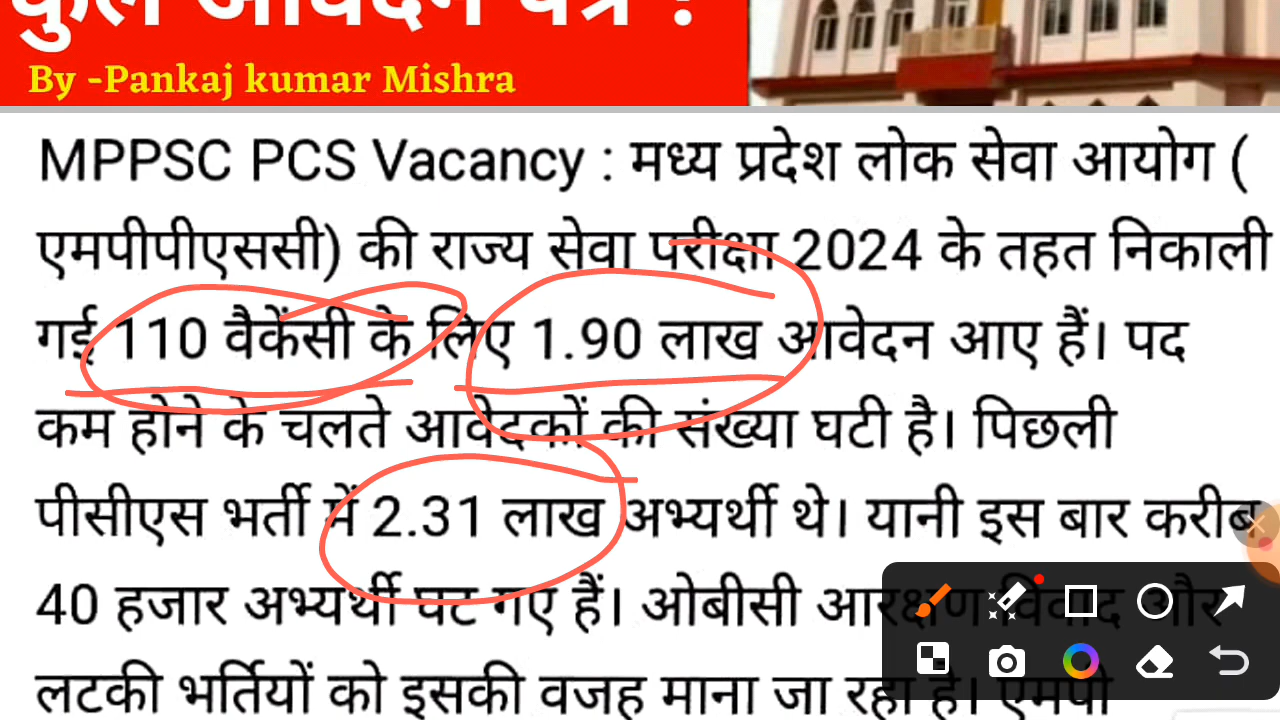 कुल आवेदन पत्र ?
By -Pankaj kumar Mishra
MPPSC PCS Vacancy : मध्य प्रदेश लोक सेवा आयोग (
एमपीपीएससी) की राज्य सेवा परीक्षा 2024 के तहत निकाली
गई 110 वैकेंसी के लिए 1.90 लाख आवेदन आए हैं। पद
कम होने के चलते आवेदकों की संख्या घटी है। पिछली
पीसीएस भर्ती में 2.31 लाख अभ्यर्थी थे। यानी इस बार करीब
40 हजार अभ्यर्थी घट गए हैं। ओबीसी आरक्षण विवाद और
लटकी भर्तियों को इसकी वजह माना जा रहा है। एमपी